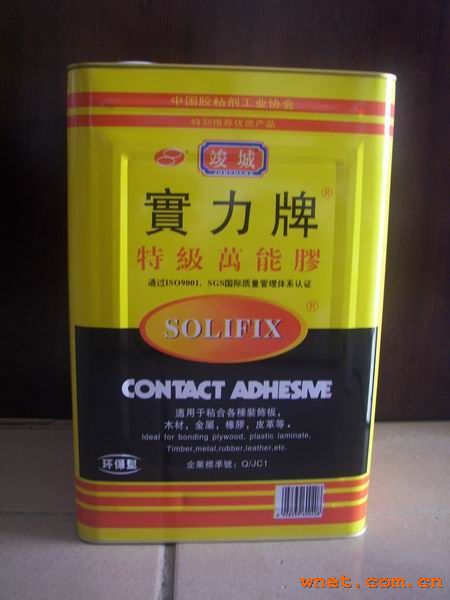 中国胶粘剂工业协会
特别推荐优质产品
竣城
JUNCHENG
實力牌®
特級萬能膠
通过ISO9001、SGS国际质量管理体系认证
SOLIFIX ®
CONTACT ADHESIVE
適用于粘合各種裝飾板,
木材,金屬,橡膠,皮革等。
Ideal for bonding plywood, plastic laminate,
Timber,metal,rubber,leather,etc.
环保型
企業標準號：Q/JC1
wnet.com.cn